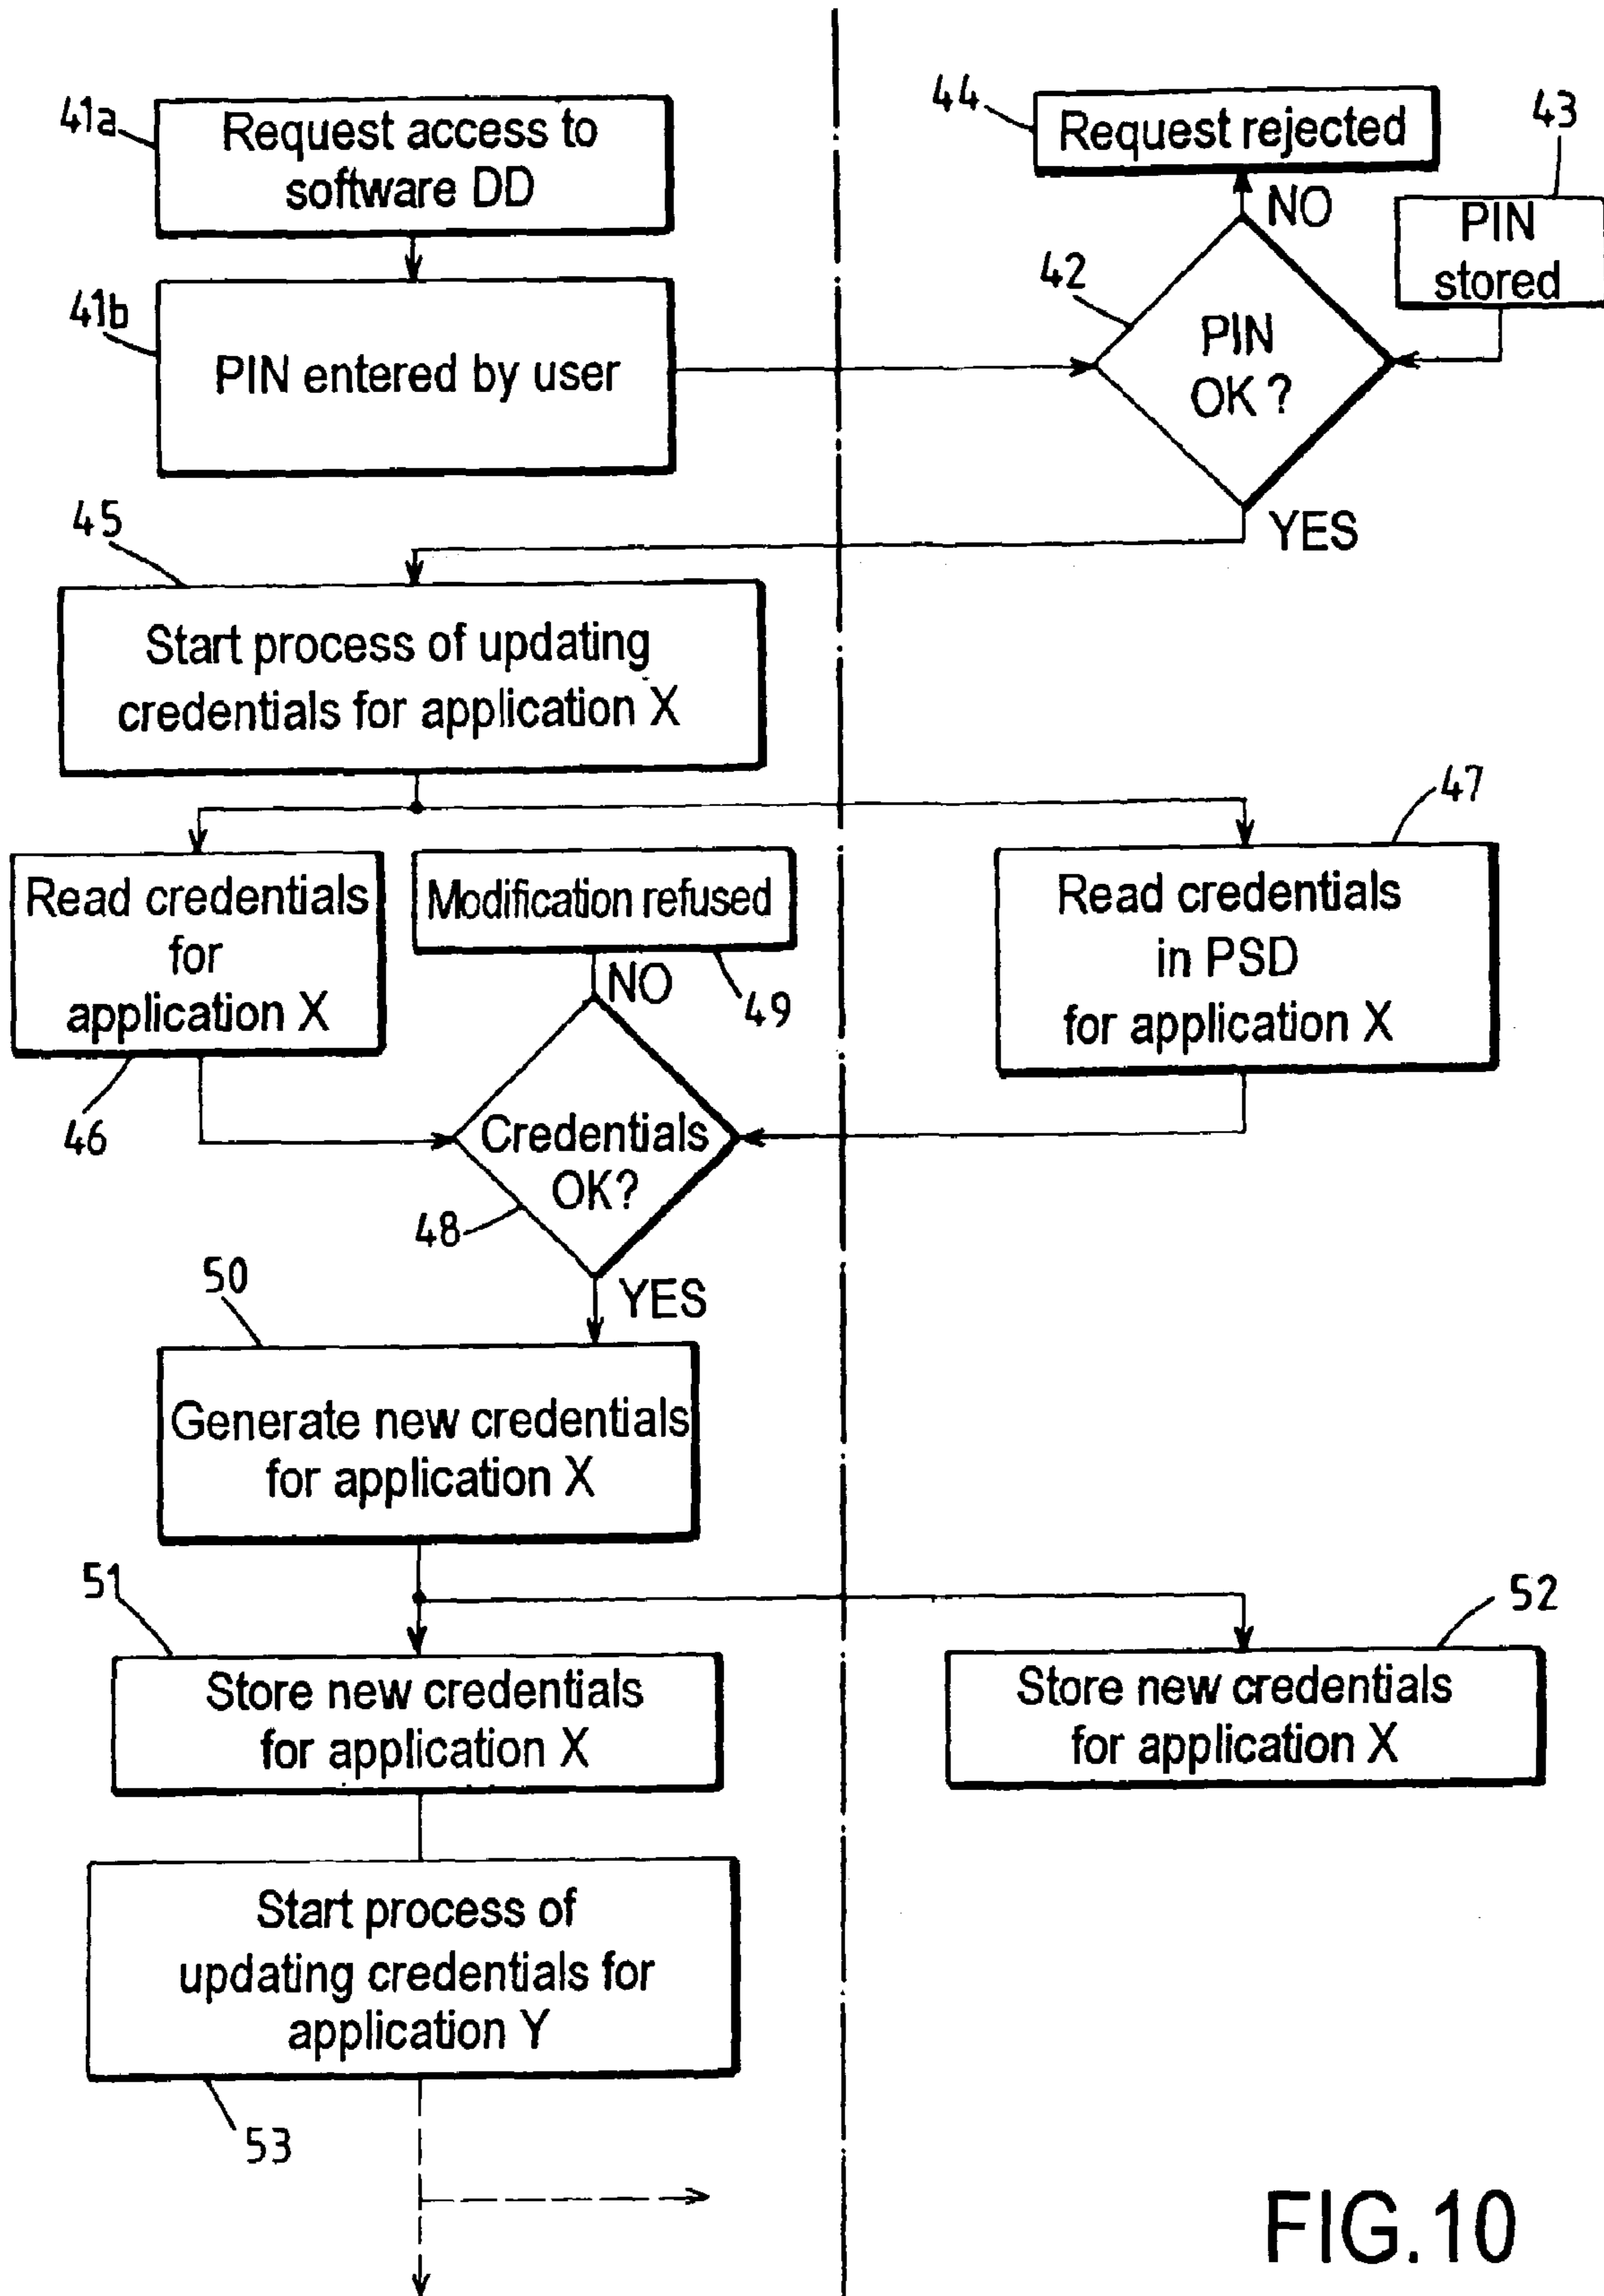 41a
Request access to
software DD
44
Request rejected
43
PIN
stored
NO
42
PIN
OK ?
YES
41b
PIN entered by user
45
Start process of updating
credentials for application X
47
Read credentials
for
application X
46
Modification refused
49
NO
Read credentials
in PSD
for application X
Credentials
OK?
48
YES
50
Generate new credentials
for application X
51
Store new credentials
for application X
52
Store new credentials
for application X
Start process of
updating credentials for
application Y
53
FIG.10